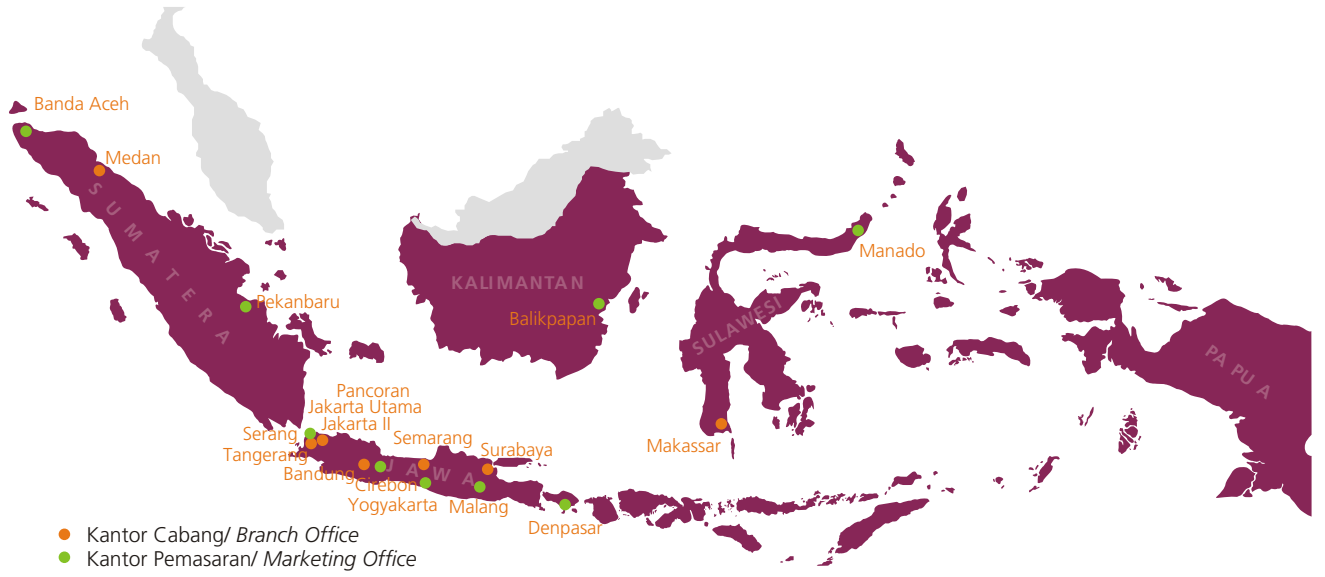 Banda Aceh
Medan
SUMATERA
Pekanbaru
KALIMANTAN
Balikpapan
Manado
SULAWESI
Makassar
PAPUA
Pancoran
Jakarta Utama
Jakarta II
Serang
Tangerang
Bandung
Semarang
Surabaya
JAWA
Cirebon
Yogyakarta
Malang
Denpasar
Kantor Cabang/ Branch Office
Kantor Pemasaran/ Marketing Office